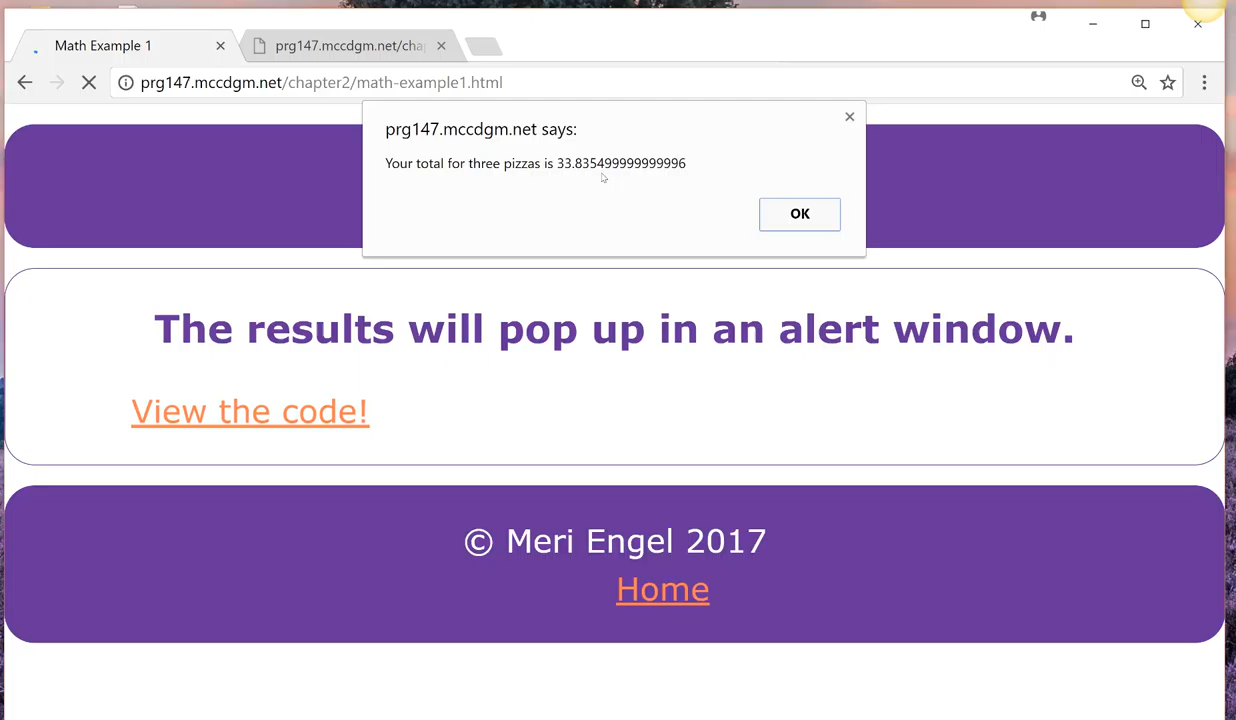 Math Example 1
prg147.mccdgm.net/cha
prg147.mccdgm.net/chapter2/math-example1.html
prg147.mccdgm.net says:
Your total for three pizzas is 33.835499999999996
OK
The results will pop up in an alert window.
View the code!
© Meri Engel 2017
Home